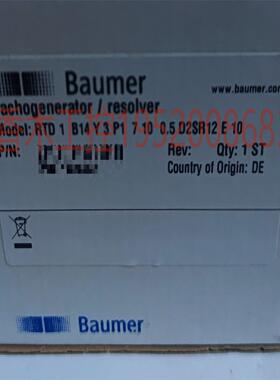 Baumer
www.baumer.com
achogenerator / resolver
Model: RTD 1 B14 Y 3 P1 7 10 0.5 D2SR12 E 10
P/N:
Rev: Qty: 1 ST
Country of Origin: DE
Baumer